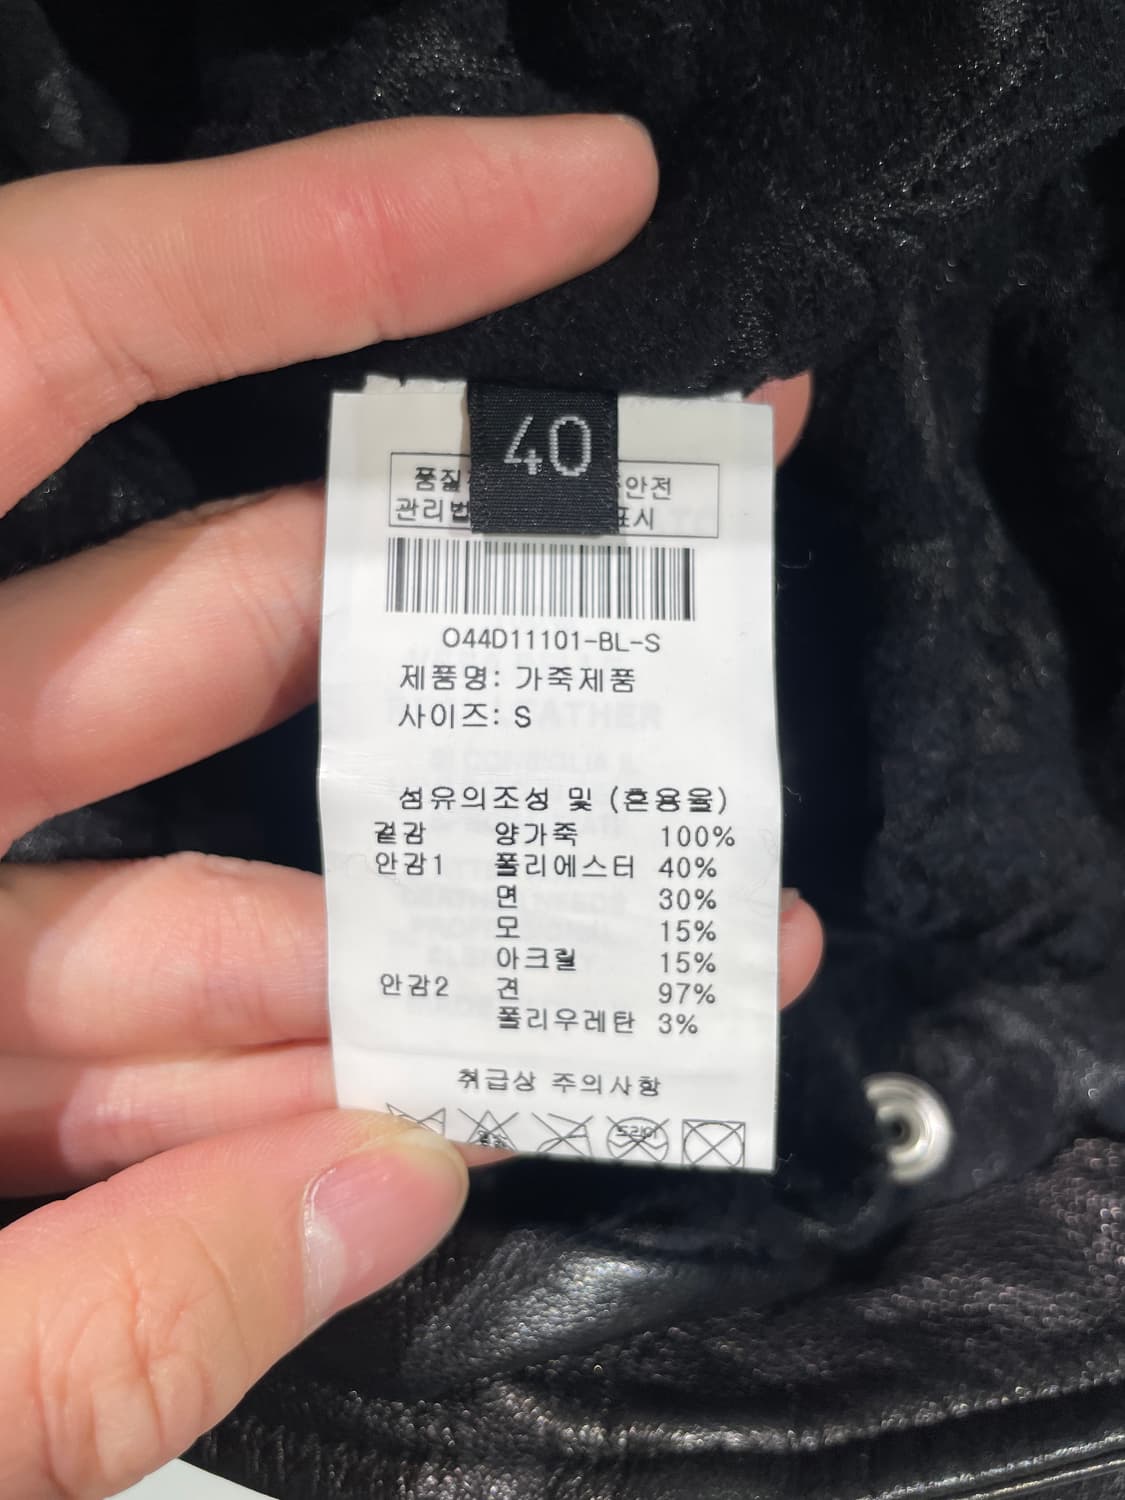 40
품질 안전
관리법 표시
O44D11101-BL-S
제품명: 가죽제품
사이즈: S
섬유의조성 및 (혼용율)
겉감 양가죽 100%
안감1 폴리에스터 40%
면 30%
모 15%
아크릴 15%
안감2 견 97%
폴리우레탄 3%
취급상 주의사항
드라이